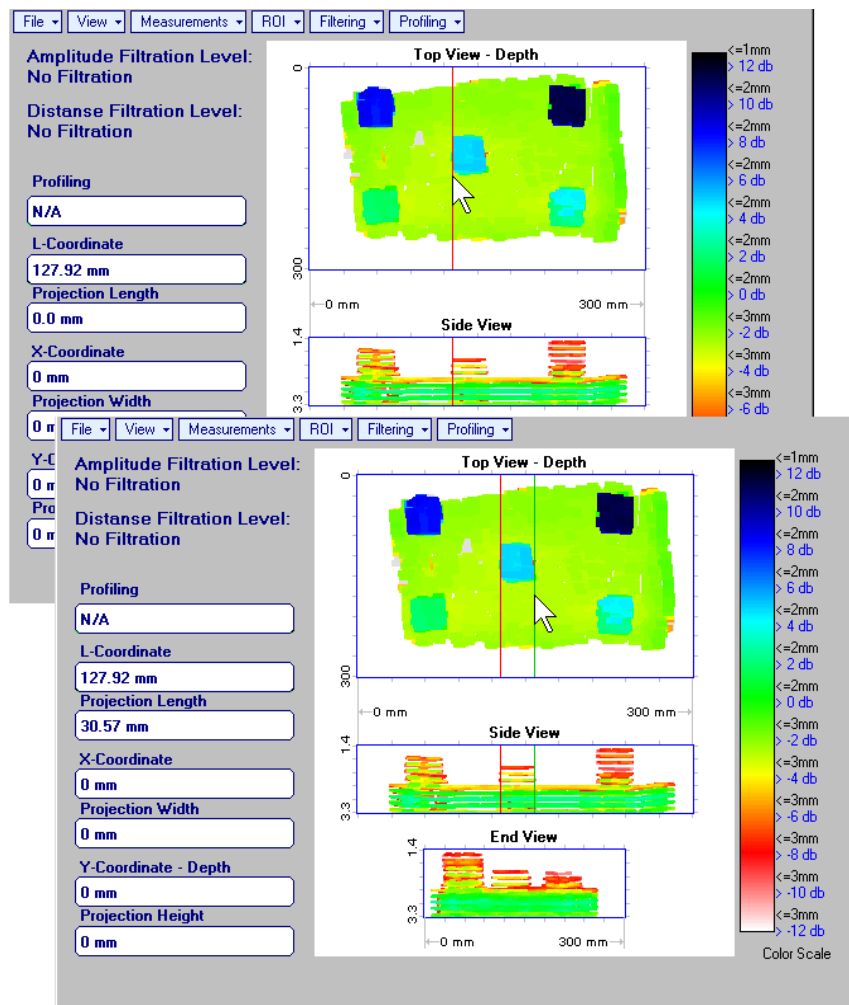 File View Measurements ROI Filtering Profiling
Amplitude Filtration Level:
No Filtration
Distanse Filtration Level:
No Filtration
Profiling
N/A
L-Coordinate
127.92 mm
Projection Length
0.0 mm
X-Coordinate
0 mm
Projection Width
0 m
Y-C
0 m
Pro
0 m
Top View - Depth
0
300
0 mm 300 mm
Side View
1.4
3.3
<=1mm
> 12 db
<=2mm
> 10 db
<=2mm
> 8 db
<=2mm
> 6 db
<=2mm
> 4 db
<=2mm
> 2 db
<=2mm
> 0 db
<=3mm
> -2 db
<=3mm
> -4 db
<=3mm
> -6 db
File View Measurements ROI Filtering Profiling
Amplitude Filtration Level:
No Filtration
Distanse Filtration Level:
No Filtration
Profiling
N/A
L-Coordinate
127.92 mm
Projection Length
30.57 mm
X-Coordinate
0 mm
Projection Width
0 mm
Y-Coordinate - Depth
0 mm
Projection Height
0 mm
Top View - Depth
0
300
0 mm 300 mm
Side View
1.4
3.3
End View
1.4
3.3
0 mm 300 mm
<=1mm
> 12 db
<=2mm
> 10 db
<=2mm
> 8 db
<=2mm
> 6 db
<=2mm
> 4 db
<=2mm
> 2 db
<=2mm
> 0 db
<=3mm
> -2 db
<=3mm
> -4 db
<=3mm
> -6 db
<=3mm
> -8 db
<=3mm
> -10 db
<=3mm
> -12 db
Color Scale